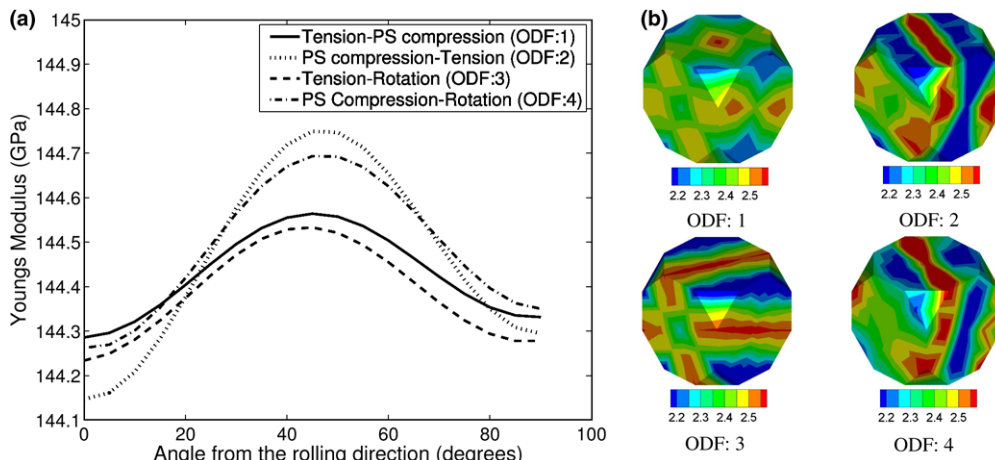 (a)
145
144.9
144.8
144.7
144.6
144.5
144.4
144.3
144.2
144.1
Youngs Modulus (GPa)
Tension-PS compression (ODF:1)
PS compression-Tension (ODF:2)
Tension-Rotation (ODF:3)
PS Compression-Rotation (ODF:4)
0 20 40 60 80 100
Angle from the rolling direction (degrees)
(b)
2.2 2.3 2.4 2.5
ODF: 1
2.2 2.3 2.4 2.5
ODF: 2
2.2 2.3 2.4 2.5
ODF: 3
2.2 2.3 2.4 2.5
ODF: 4